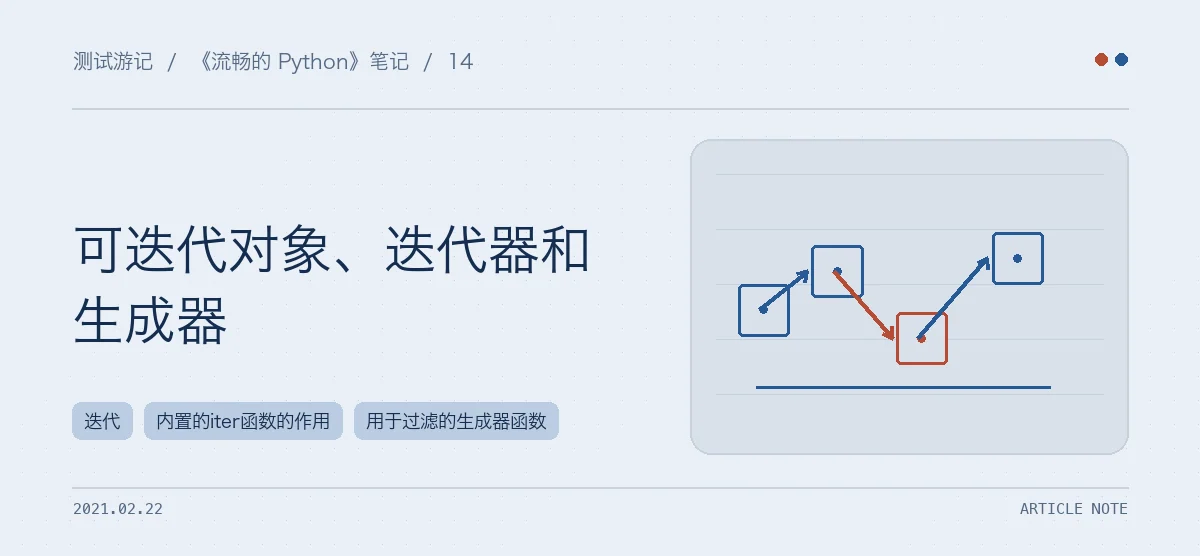 测试游记 / 《流畅的 Python》笔记 / 14
可迭代对象、迭代器和
生成器
迭代 内置的iter函数的作用 用于过滤的生成器函数
2021.02.22 ARTICLE NOTE